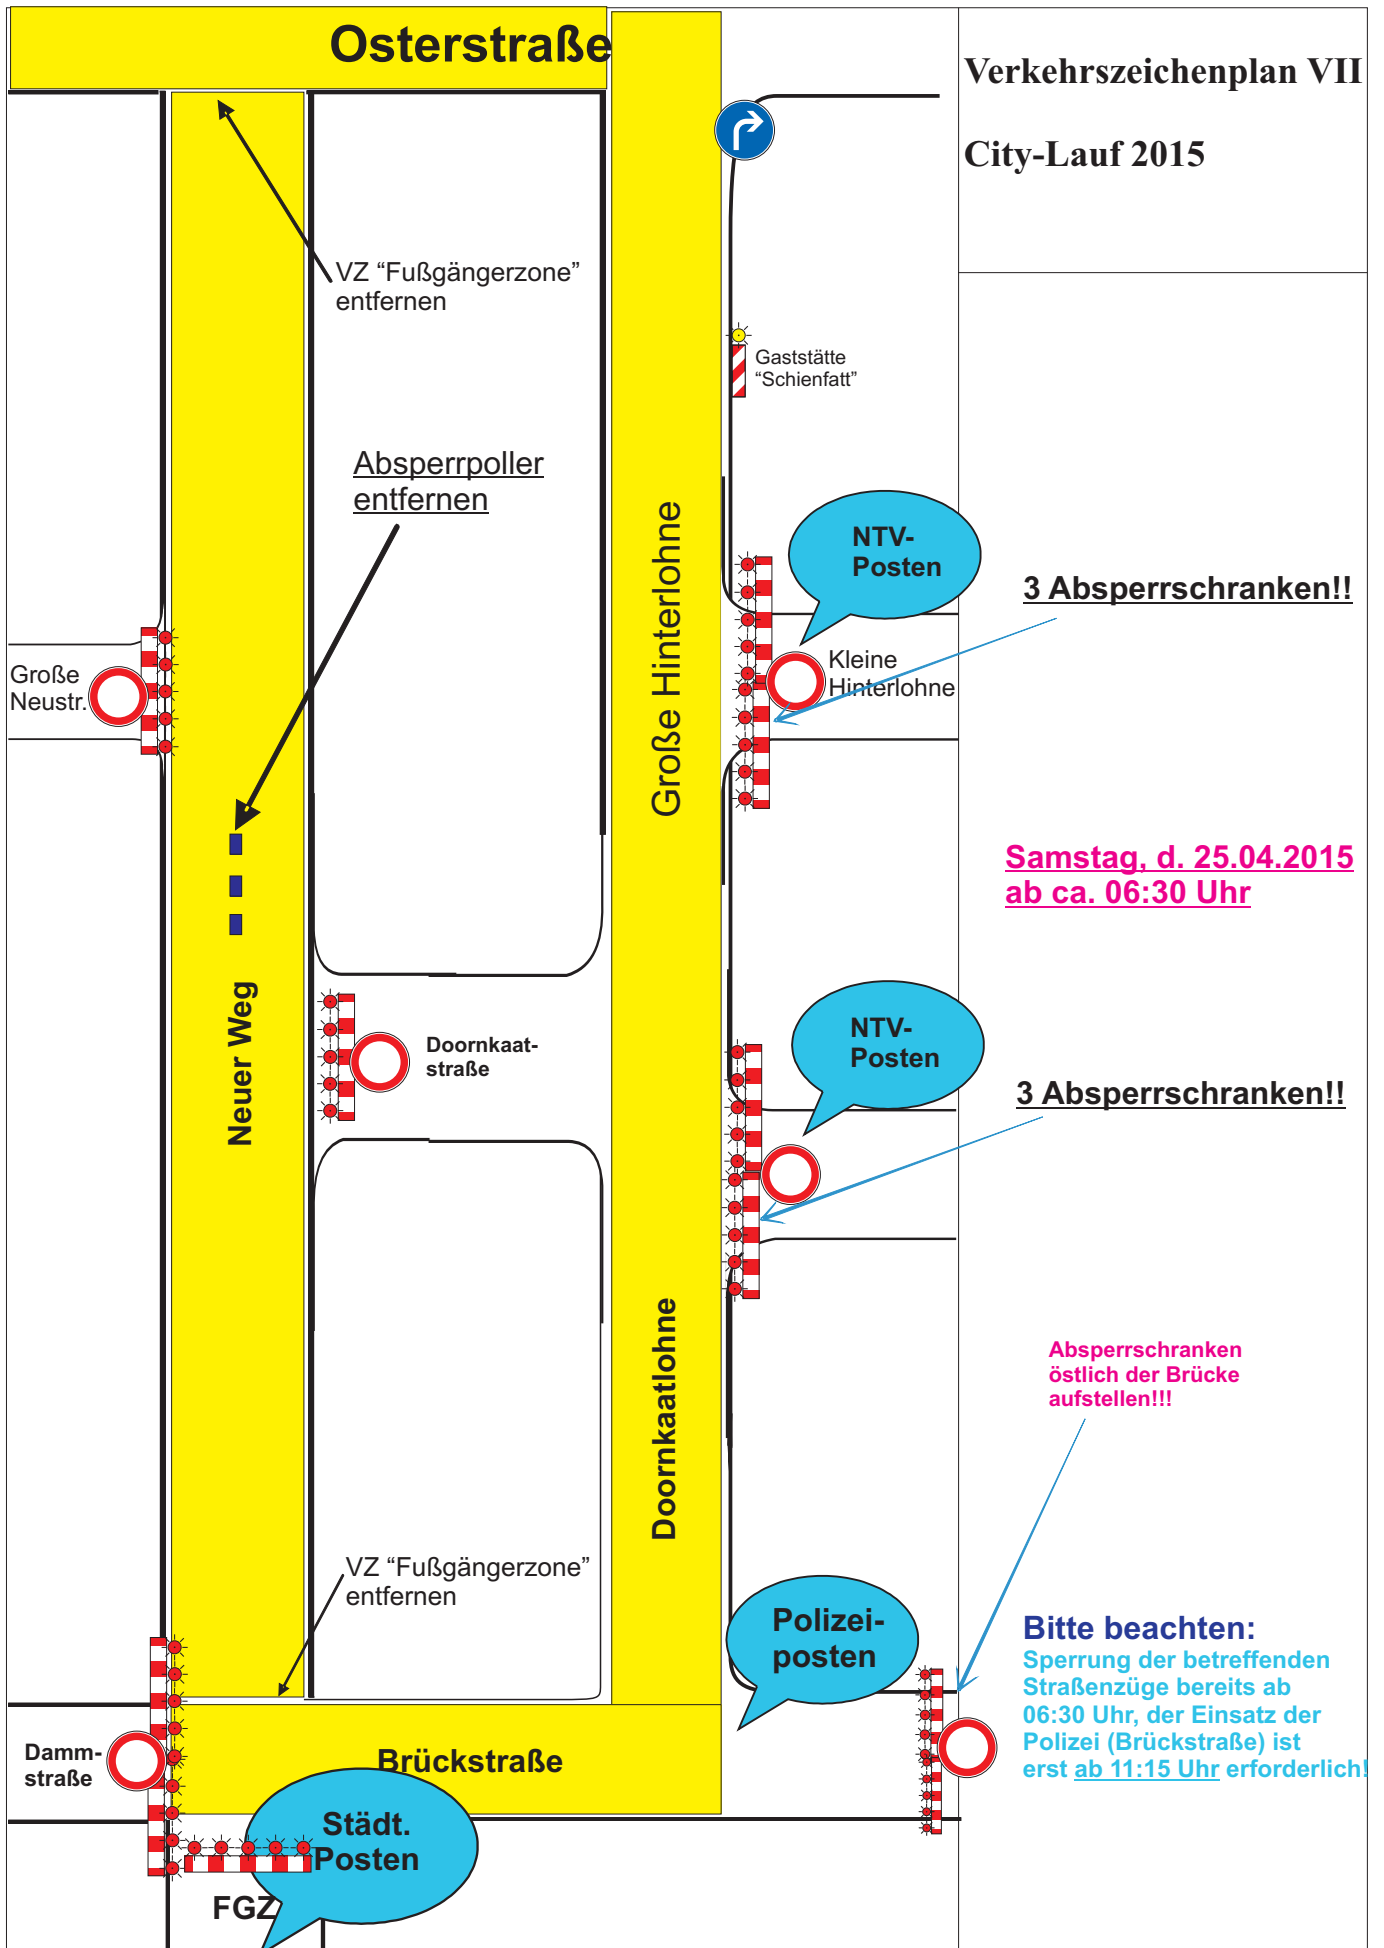 Osterstraße
Verkehrszeichenplan VII
City-Lauf 2015
VZ “Fußgängerzone”
entfernen
Gaststätte
“Schienfatt”
Absperrpoller
entfernen
Große Hinterlohne
NTV-
Posten
3 Absperrschranken!!
Große
Neustr.
Kleine
Hinterlohne
Samstag, d. 25.04.2015
ab ca. 06:30 Uhr
Neuer Weg
Doornkaat-
straße
NTV-
Posten
3 Absperrschranken!!
Doornkaatlohne
Absperrschranken
östlich der Brücke
aufstellen!!!
VZ “Fußgängerzone”
entfernen
Polizei-
posten
Bitte beachten:
Sperrung der betreffenden
Straßenzüge bereits ab
06:30 Uhr, der Einsatz der
Polizei (Brückstraße) ist
erst ab 11:15 Uhr erforderlich!
Damm-
straße
Brückstraße
Städt.
Posten
FGZ